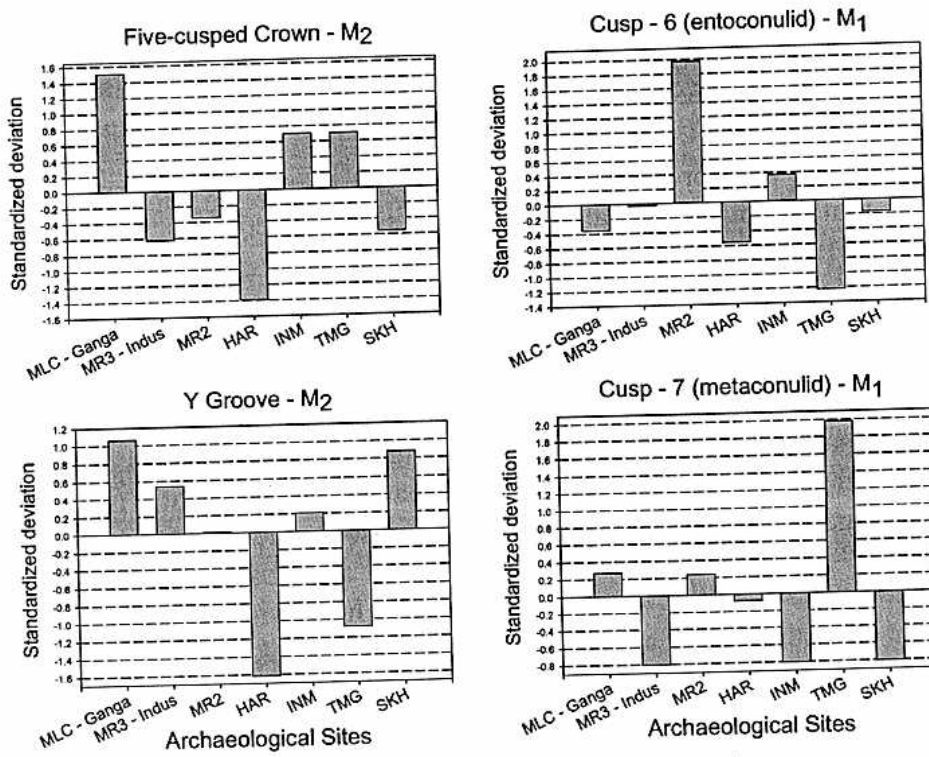 Five-cusped Crown - M2
Standardized deviation
1.6
1.4
1.2
1.0
0.8
0.6
0.4
0.2
0.0
-0.2
-0.4
-0.6
-0.8
-1.0
-1.2
-1.4
-1.6
MLC - Ganga
MR3 - Indus
MR2
HAR
INM
TMG
SKH
Cusp - 6 (entoconulid) - M1
Standardized deviation
2.0
1.8
1.6
1.4
1.2
1.0
0.8
0.6
0.4
0.2
0.0
-0.2
-0.4
-0.6
-0.8
-1.0
-1.2
-1.4
MLC - Ganga
MR3 - Indus
MR2
HAR
INM
TMG
SKH
Y Groove - M2
Standardized deviation
1.2
1.0
0.8
0.6
0.4
0.2
0.0
-0.2
-0.4
-0.6
-0.8
-1.0
-1.2
-1.4
-1.6
MLC - Ganga
MR3 - Indus
MR2
HAR
INM
TMG
SKH
Archaeological Sites
Cusp - 7 (metaconulid) - M1
Standardized deviation
2.0
1.8
1.6
1.4
1.2
1.0
0.8
0.6
0.4
0.2
0.0
-0.2
-0.4
-0.6
-0.8
MLC - Ganga
MR3 - Indus
MR2
HAR
INM
TMG
SKH
Archaeological Sites